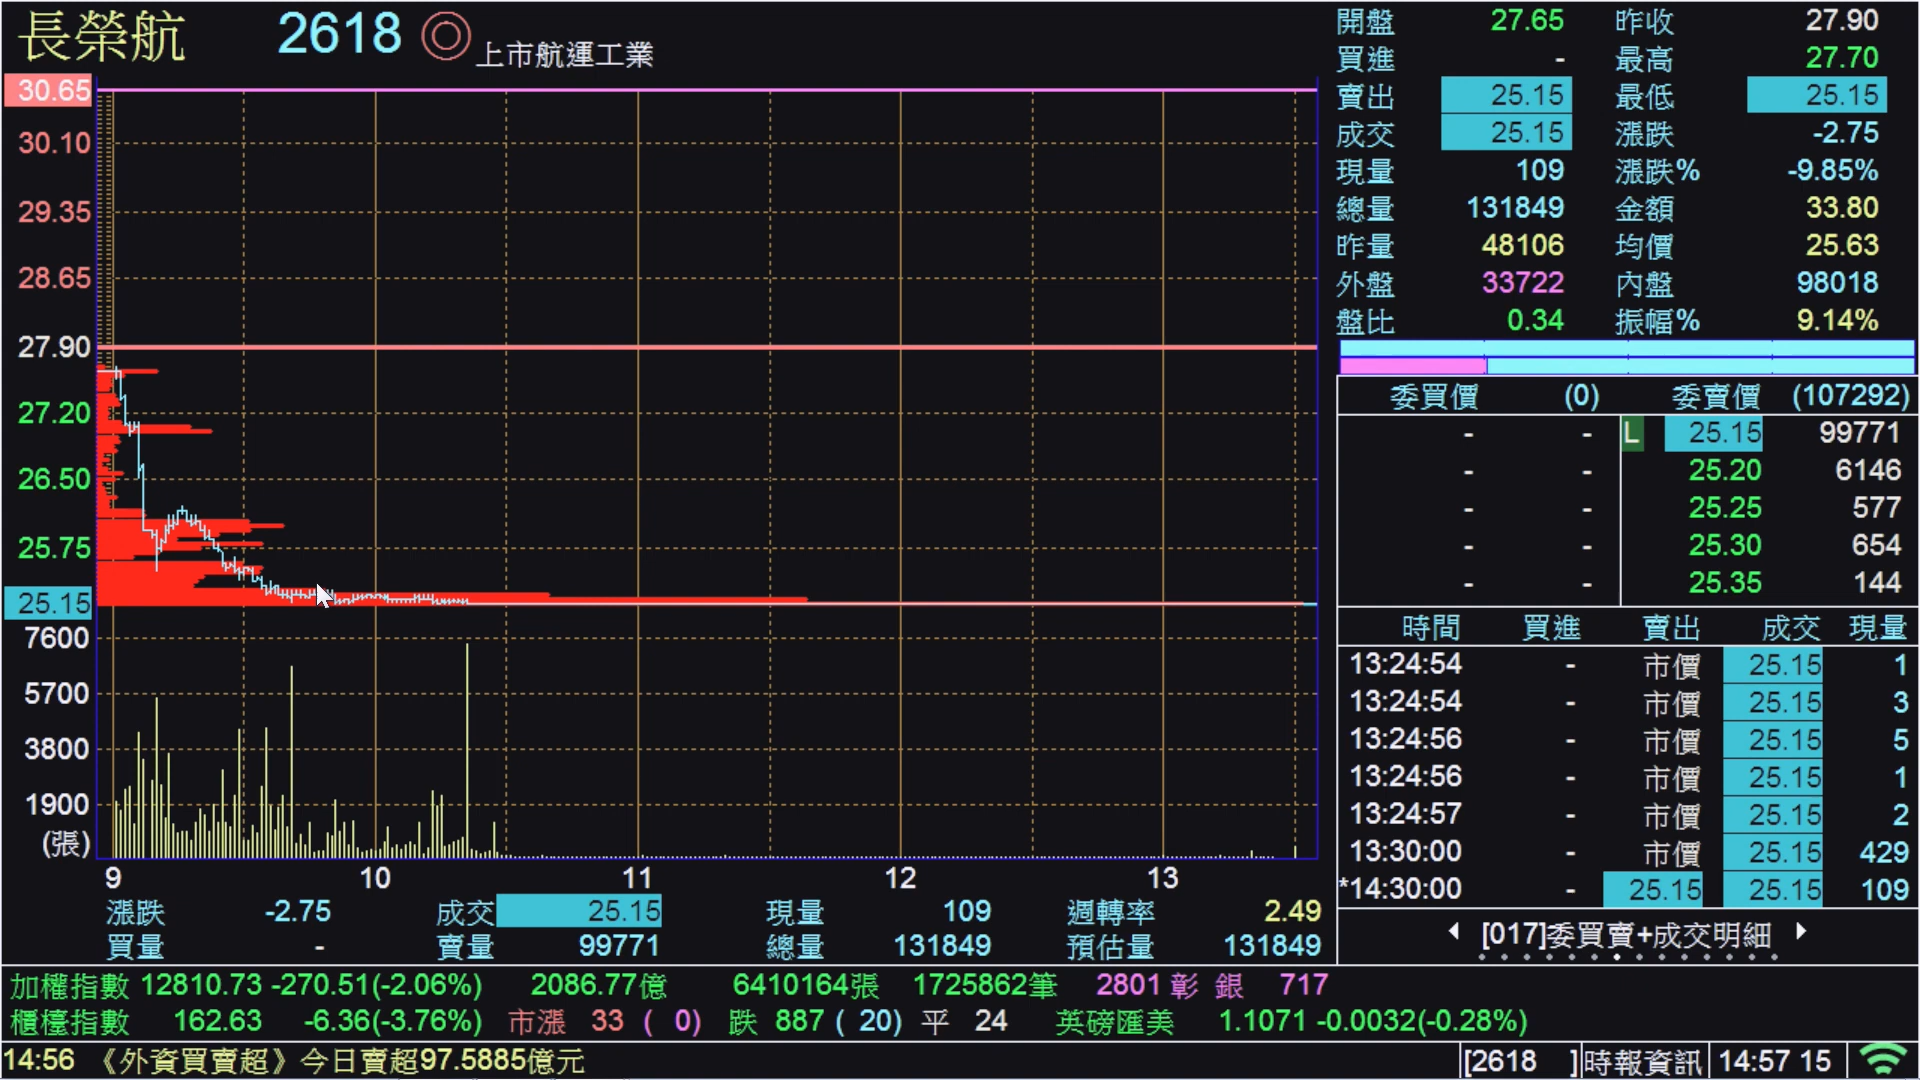 長榮航 2618 ◎ 上市航運工業
30.65
30.10
29.35
28.65
27.90
27.20
26.50
25.75
25.15
7600
5700
3800
1900
(張)
9 10 11 12 13
漲跌 -2.75 成交 25.15 現量 109 週轉率 2.49
買量 - 賣量 99771 總量 131849 預估量 131849
開盤 27.65 昨收 27.90
買進 - 最高 27.70
賣出 25.15 最低 25.15
成交 25.15 漲跌 -2.75
現量 109 漲跌% -9.85%
總量 131849 金額 33.80
昨量 48106 均價 25.63
外盤 33722 內盤 98018
盤比 0.34 振幅% 9.14%
委買價 (0) 委賣價 (107292)
- - L 25.15 99771
- - 25.20 6146
- - 25.25 577
- - 25.30 654
- - 25.35 144
時間 買進 賣出 成交 現量
13:24:54 - 市價 25.15 1
13:24:54 - 市價 25.15 3
13:24:56 - 市價 25.15 5
13:24:56 - 市價 25.15 1
13:24:57 - 市價 25.15 2
13:30:00 - 市價 25.15 429
*14:30:00 - 25.15 25.15 109
[017]委買賣+成交明細
加權指數 12810.73 -270.51(-2.06%) 2086.77億 6410164張 1725862筆 2801 彰 銀 717
櫃檯指數 162.63 -6.36(-3.76%) 市漲 33 ( 0) 跌 887 ( 20) 平 24 英磅匯美 1.1071 -0.0032(-0.28%)
14:56 《外資買賣超》今日賣超97.5885億元 [2618 ] 時報資訊 14:57 15